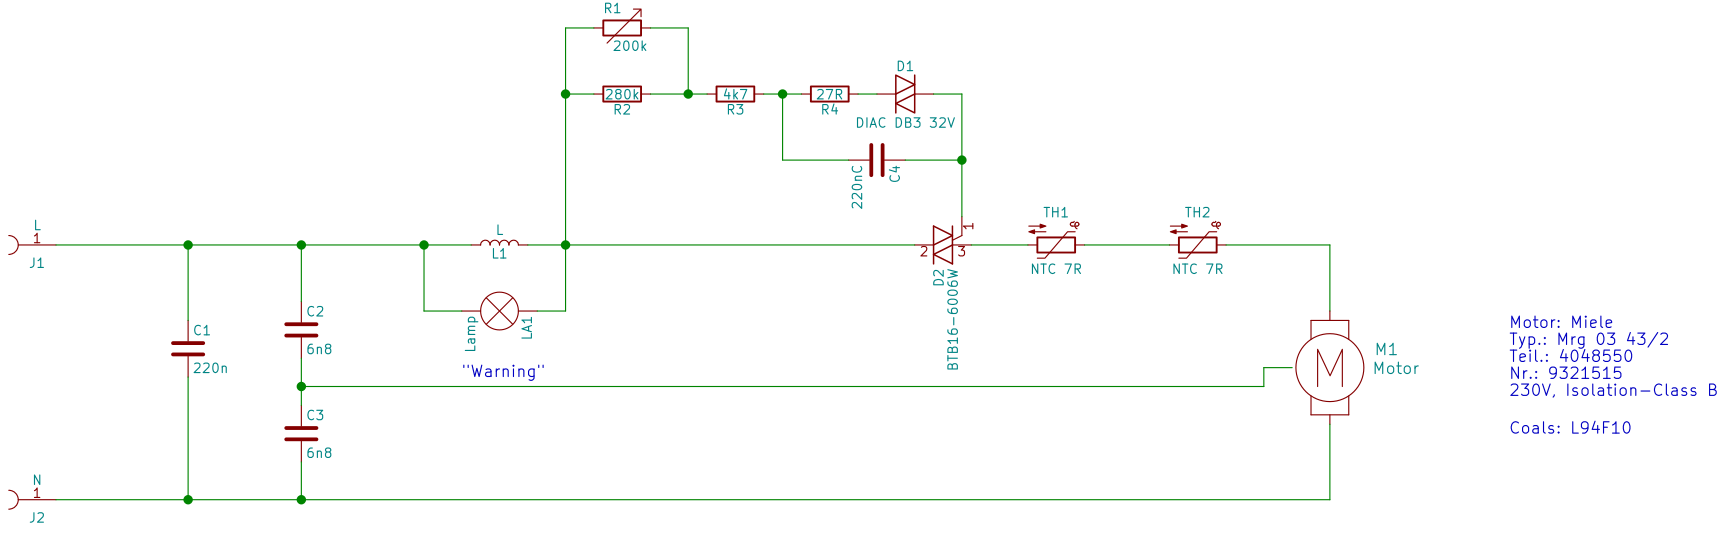 R1
200k
D1
280k
R2
4k7
R3
27R
R4
DIAC DB3 32V
220nC
C4
L
1
J1
L
L1
1
2
3
D2
BTB16-6006W
TH1
NTC 7R
TH2
NTC 7R
C1
220n
C2
6n8
Lamp
LA1
"Warning"
C3
6n8
M
M1
Motor
Motor: Miele
Typ.: Mrg 03 43/2
Teil.: 4048550
Nr.: 9321515
230V, Isolation-Class B
Coals: L94F10
N
1
J2